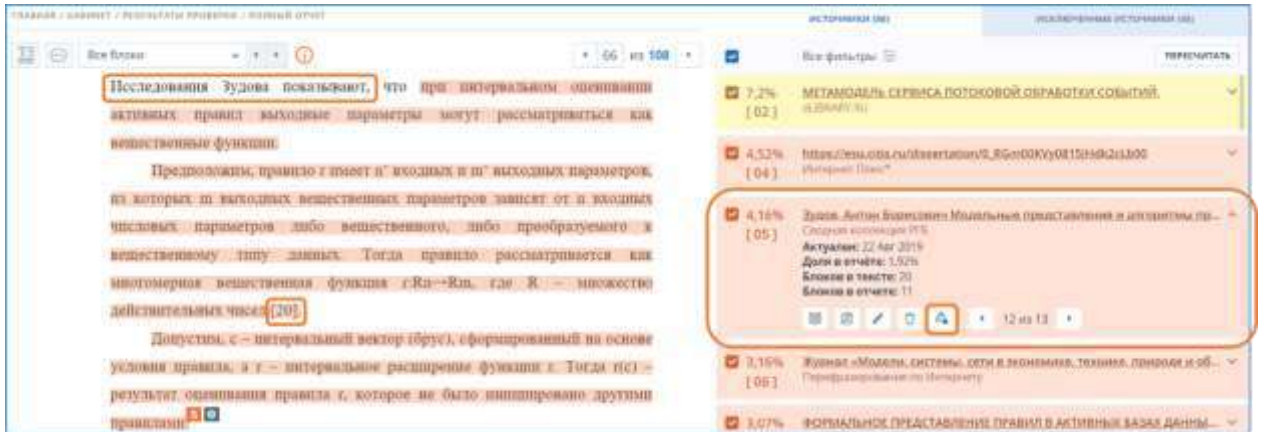 ГЛАВНАЯ / КАБИНЕТ / РЕЗУЛЬТАТЫ ПРОВЕРКИ / ПОЛНЫЙ ОТЧЕТ
Все блоки
66 из 108
Исследования Зудова показывают, что при интервальном оценивании
активных правил выходные параметры могут рассматриваться как
вещественные функции.
Предположим, правило r имеет n' входных и m' выходных параметров,
из которых m выходных вещественных параметров зависят от n входных
числовых параметров либо вещественного, либо преобразуемого к
вещественному типу данных. Тогда правило рассматривается как
многомерная вещественная функция r:Rn→Rm, где R – множество
действительных чисел [20].
Допустим, c – интервальный вектор (брус), сформированный на основе
условия правила, а r – интервальное расширение функции r. Тогда r(c) –
результат оценивания правила r, которое не было инициировано другими
правилами.
ИСТОЧНИКИ
ИСКЛЮЧЕННЫЕ ИСТОЧНИКИ
Все фильтры
ПЕРЕСЧИТАТЬ
7,2% МЕТАМОДЕЛЬ СЕРВИСА ПОТОКОВОЙ ОБРАБОТКИ СОБЫТИЙ.
[02] eLIBRARY.RU
4,52%
[04] Интернет Плюс*
4,16% Зудов, Антон Борисович Модельные представления и алгоритмы пр...
[05] Сводная коллекция РГБ
Актуален: 22 Авг 2019
Доля в отчёте: 1,52%
Блоков в тексте: 20
Блоков в отчете: 11
12 из 13
3,16% Журнал «Модели, системы, сети в экономике, технике, природе и об...
[06] Перефразирования по Интернету
3,07% ФОРМАЛЬНОЕ ПРЕДСТАВЛЕНИЕ ПРАВИЛ В АКТИВНЫХ БАЗАХ ДАННЫ...